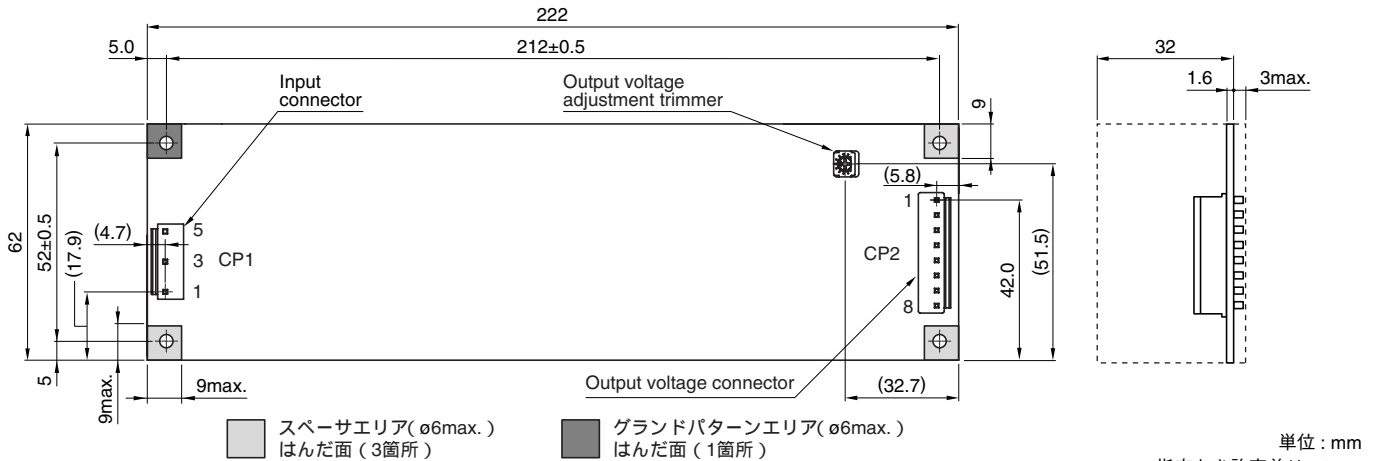 222
5.0
212±0.5
Input
connector
Output voltage
adjustment trimmer
9
32
1.6
3max.
(5.8)
1
5
(4.7)
3
CP1
CP2
62
52±0.5
(17.9)
1
8
42.0
(51.5)
5
9max.
9max.
Output voltage connector
(32.7)
スペーサエリア( ø6max. )
はんだ面 ( 3箇所 )
グランドパターンエリア( ø6max. )
はんだ面 ( 1箇所 )
単位 : mm